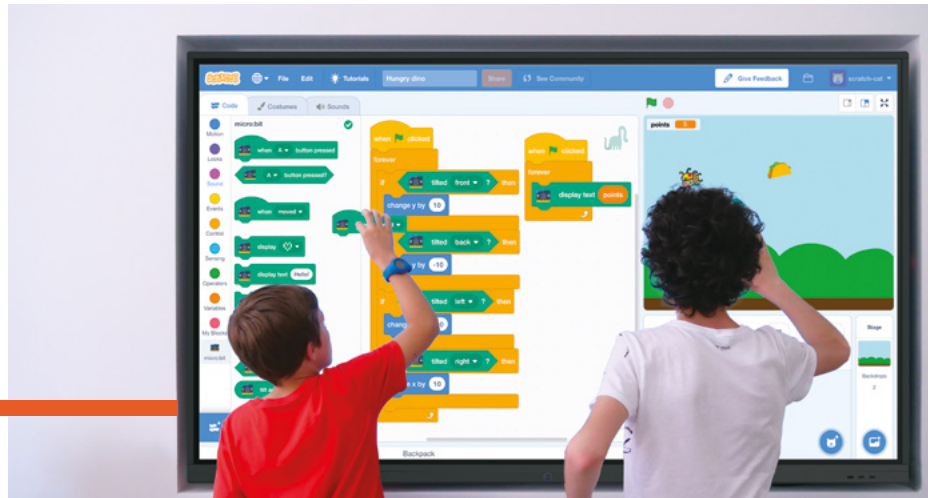 SCRATCH File Edit Tutorials Hungry dino Share See Community Give Feedback scratch-cat
Code Costumes Sounds
Motion
Looks
Sound
Events
Control
Sensing
Operators
Variables
My Blocks
micro:bit
micro:bit
when A button pressed
A button pressed?
when moved
display
display text Hello!
when clicked
forever
if tilted front ? then
change y by 10
tilted back ? then
y by -10
if tilted left ? then
tilted right ? then
x by 10
when clicked
forever
display text points
points
Stage
Backdrops
2
Backpack